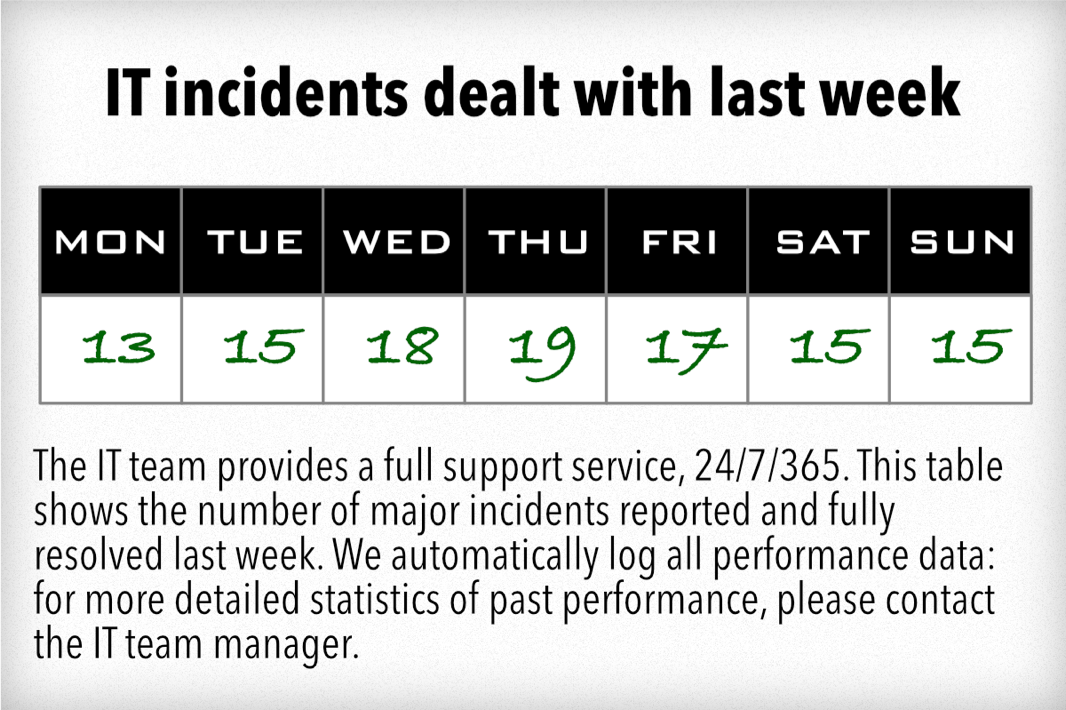 IT incidents dealt with last week
MON TUE WED THU FRI SAT SUN
13 15 18 19 17 15 15
The IT team provides a full support service, 24/7/365. This table
shows the number of major incidents reported and fully
resolved last week. We automatically log all performance data:
for more detailed statistics of past performance, please contact
the IT team manager.